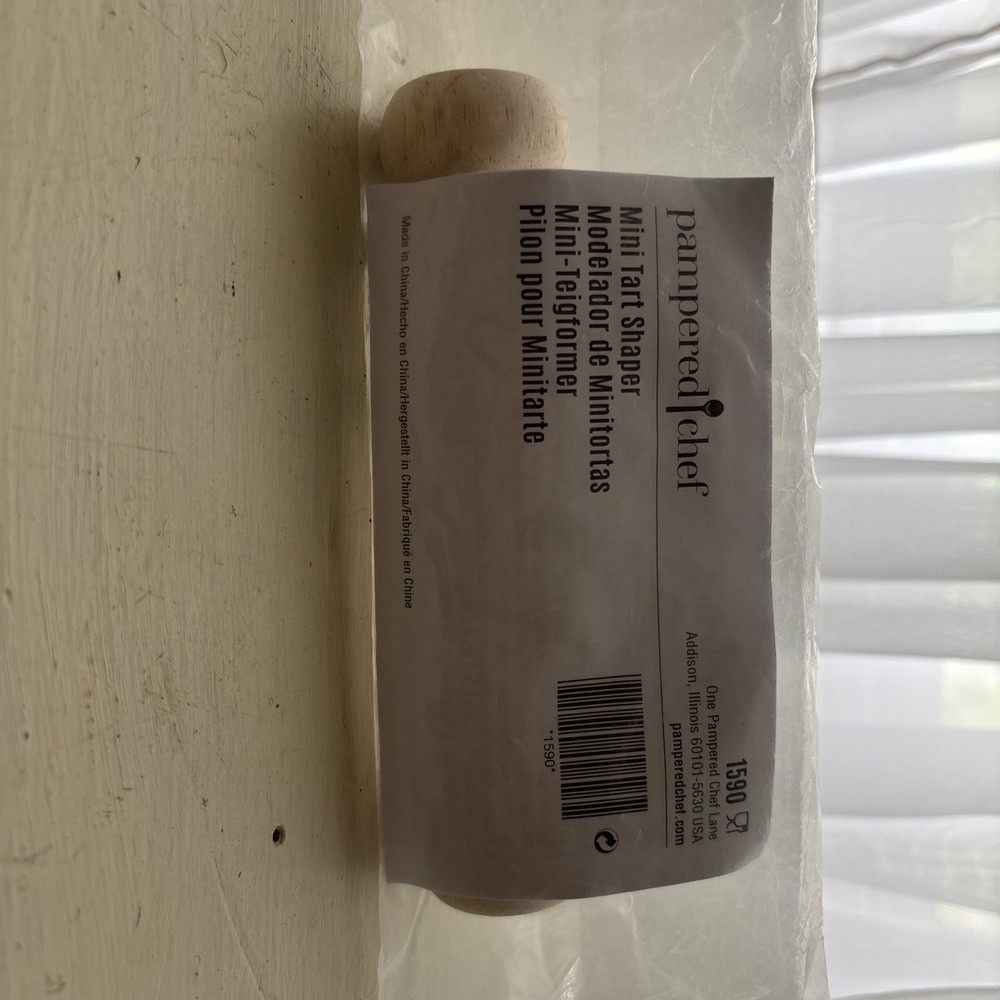 pampered chef
1590
One Pampered Chef Lane
Addison, Illinois 60101-5630 USA
pamperedchef.com
Mini Tart Shaper
Modelador de Minitortas
Mini-Teigformer
Pilon pour Minitarte
*1590*
Made in China/Hecho en China/Hergestellt in China/Fabriqué en Chine